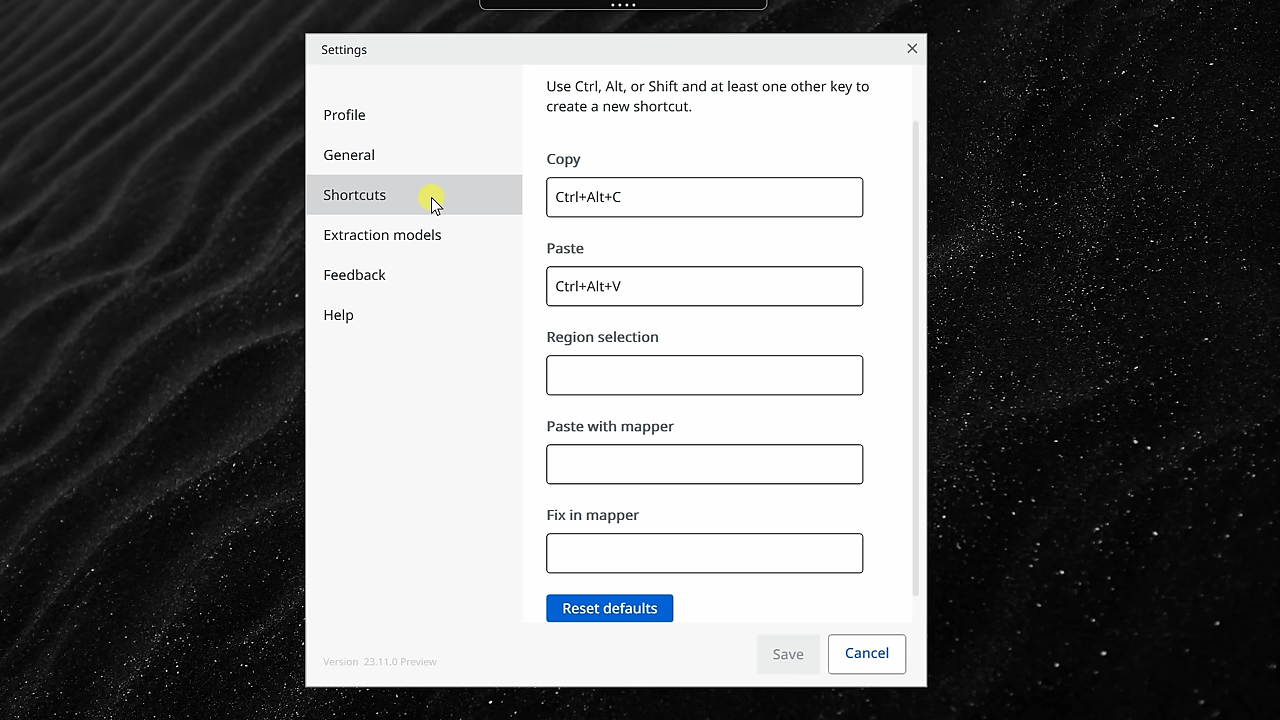 Settings
Profile
General
Shortcuts
Extraction models
Feedback
Help
Use Ctrl, Alt, or Shift and at least one other key to
create a new shortcut.
Copy
Ctrl+Alt+C
Paste
Ctrl+Alt+V
Region selection
Paste with mapper
Fix in mapper
Reset defaults
Version 23.11.0 Preview
Save
Cancel